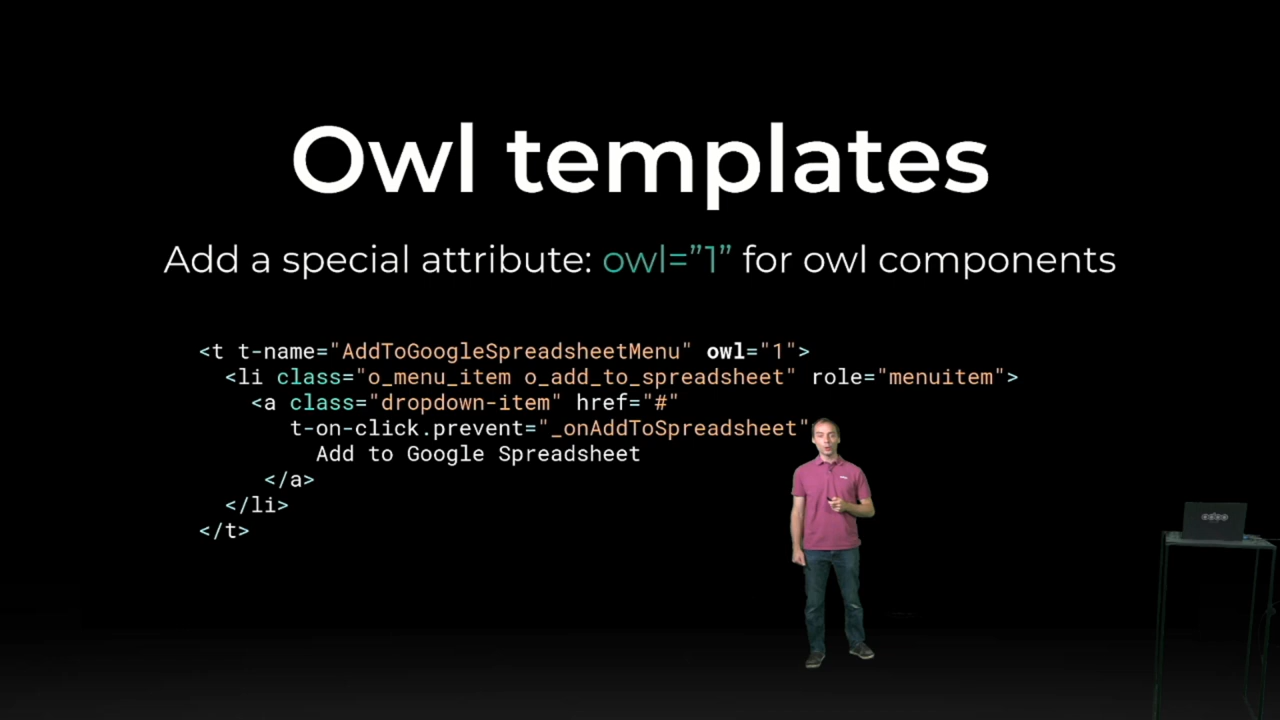 Owl templates
Add a special attribute: owl=”1” for owl components
<t t-name="AddToGoogleSpreadsheetMenu" owl="1">
<li class="o_menu_item o_add_to_spreadsheet" role="menuitem">
<a class="dropdown-item" href="#"
t-on-click.prevent="_onAddToSpreadsheet"
Add to Google Spreadsheet
</a>
</li>
</t>
odoo